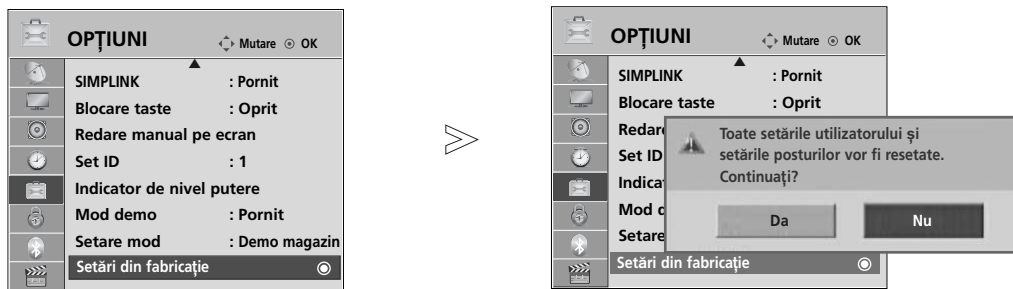 OPȚIUNI
Mutare OK
SIMPLINK : Pornit
Blocare taste : Oprit
Redare manual pe ecran
Set ID : 1
Indicator de nivel putere
Mod demo : Pornit
Setare mod : Demo magazin
Setări din fabricație
OPȚIUNI
Mutare OK
SIMPLINK : Pornit
Blocare taste : Oprit
Redare
Set ID
Indica
Mod d
Setare
Setări din fabricație
Toate setările utilizatorului și
setările posturilor vor fi resetate.
Continuați?
Da Nu